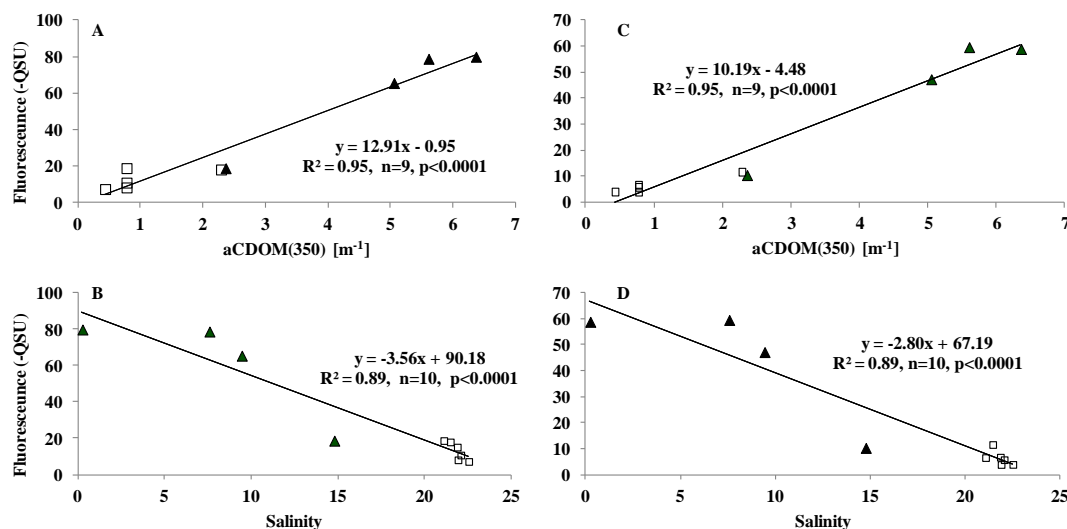 A
Fluoresceunce (-QSU)
100
80
60
40
20
0
y = 12.91x - 0.95
R² = 0.95, n=9, p<0.0001
0 1 2 3 4 5 6 7
aCDOM(350) [m⁻¹]
C
70
60
50
40
30
20
10
0
y = 10.19x - 4.48
R² = 0.95, n=9, p<0.0001
0 1 2 3 4 5 6 7
aCDOM(350) [m⁻¹]
B
Fluoresceunce (-QSU)
100
80
60
40
20
0
y = -3.56x + 90.18
R² = 0.89, n=10, p<0.0001
0 5 10 15 20 25
Salinity
D
70
60
50
40
30
20
10
0
y = -2.80x + 67.19
R² = 0.89, n=10, p<0.0001
0 5 10 15 20 25
Salinity